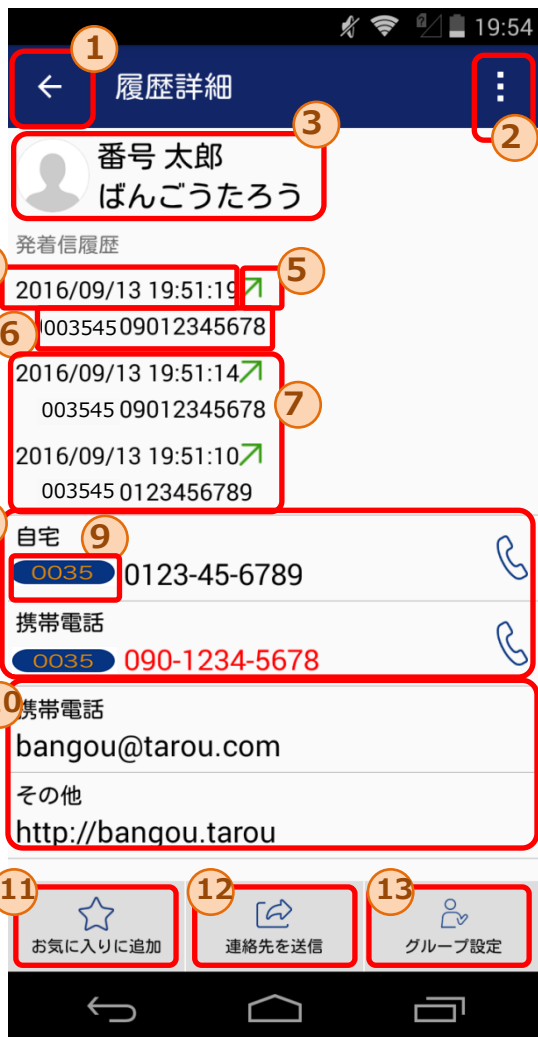 19:54
1
履歴詳細
2
3
番号 太郎
ばんごうたろう
発着信履歴
2016/09/13 19:51:19
5
6
003545 09012345678
2016/09/13 19:51:14
7
003545 09012345678
2016/09/13 19:51:10
003545 0123456789
自宅
9
0035 0123-45-6789
携帯電話
0035 090-1234-5678
10
携帯電話
bangou@tarou.com
その他
http://bangou.tarou
11
12
13
お気に入りに追加
連絡先を送信
グループ設定